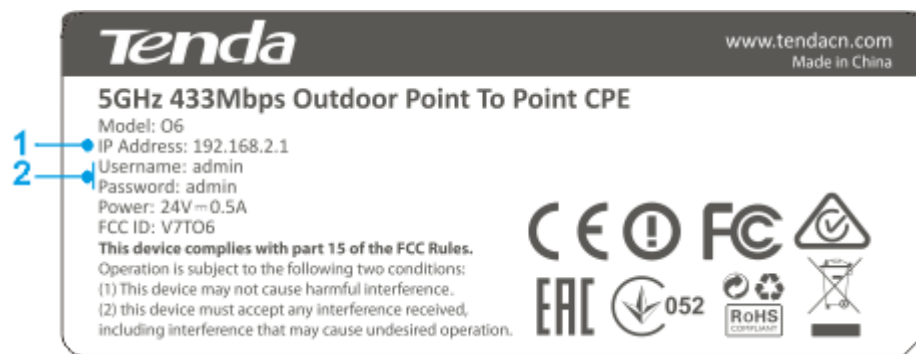 Tenda
www.tendacn.com
Made in China
5GHz 433Mbps Outdoor Point To Point CPE
Model: O6
1
IP Address: 192.168.2.1
2
Username: admin
Password: admin
Power: 24V⎓0.5A
FCC ID: V7TO6
This device complies with part 15 of the FCC Rules.
Operation is subject to the following two conditions:
(1) This device may not cause harmful interference.
(2) this device must accept any interference received,
including interference that may cause undesired operation.
CE FC
EAC 052
RoHS
COMPLIANT